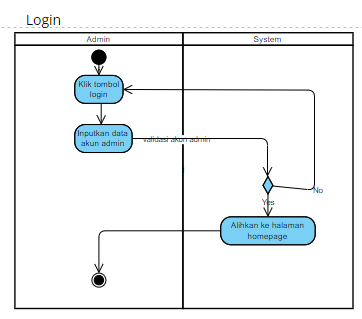 Login
Admin
System
Klik tombol
login
Inputkan data
akun admin
validasi akun admin
No
Yes
Alihkan ke halaman
homepage